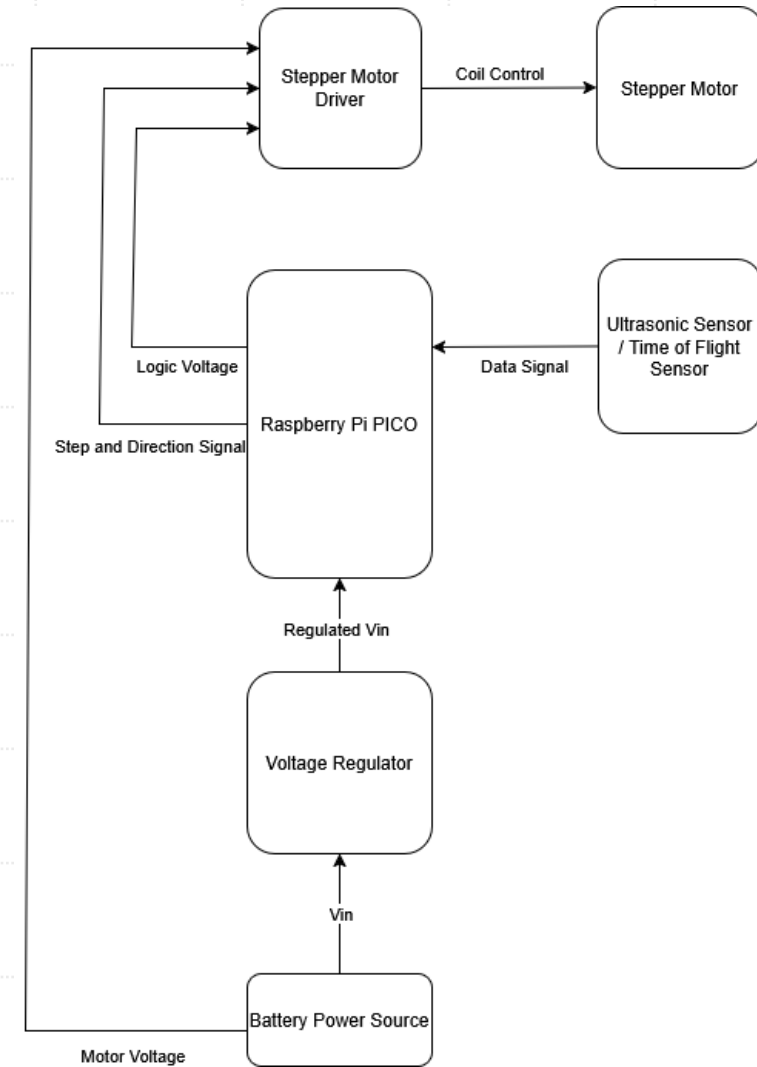 Stepper Motor
Driver
Coil Control
Stepper Motor
Ultrasonic Sensor
/ Time of Flight
Sensor
Data Signal
Logic Voltage
Raspberry Pi PICO
Step and Direction Signal
Regulated Vin
Voltage Regulator
Vin
Battery Power Source
Motor Voltage